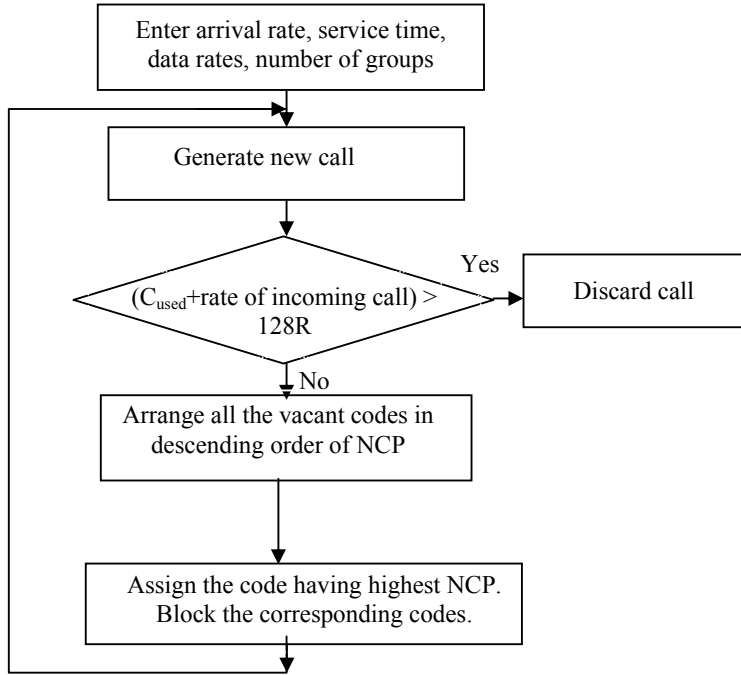 Enter arrival rate, service time,
data rates, number of groups
Generate new call
(Cused+rate of incoming call) >
128R
Yes
Discard call
No
Arrange all the vacant codes in
descending order of NCP
Assign the code having highest NCP.
Block the corresponding codes.